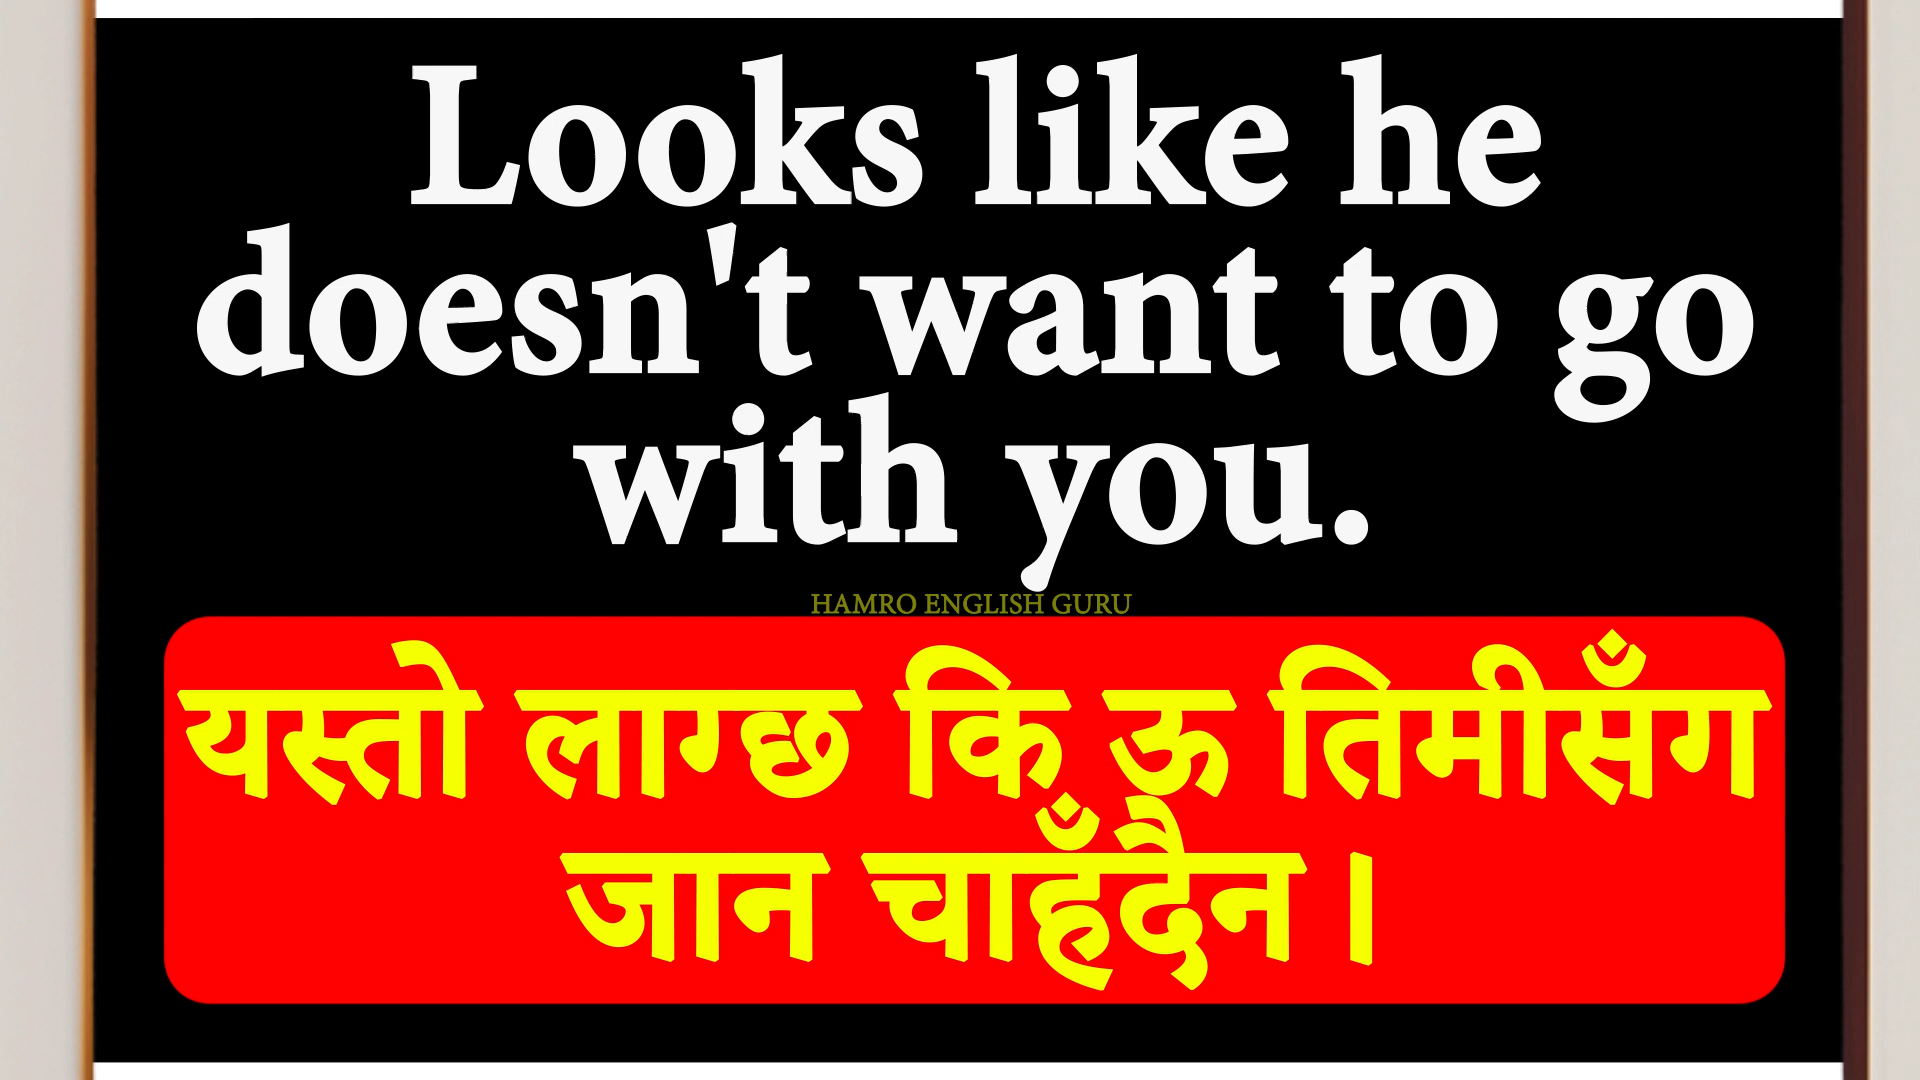 Looks like he
doesn't want to go
with you.
HAMRO ENGLISH GURU
यस्तो लाग्छ कि ऊ तिमीसँग
जान चाहँदैन ।